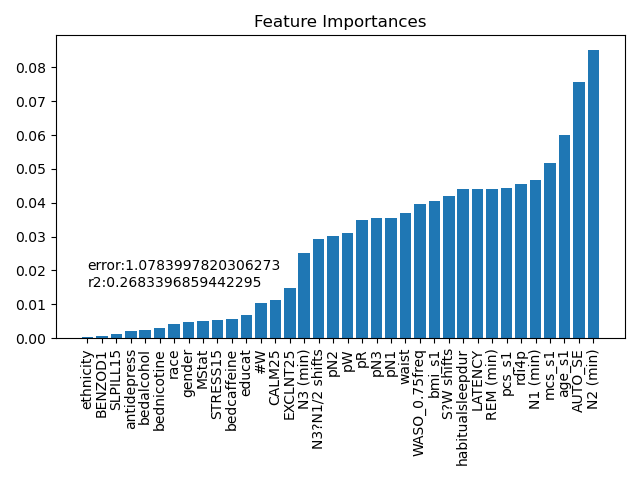 Feature Importances
0.08
0.07
0.06
0.05
0.04
0.03
0.02
0.01
0.00
error:1.0783997820306273
r2:0.2683396859442295
ethnicity
BENZOD1
SLPILL15
antidepress
bedalcohol
bednicotine
race
gender
MStat
STRESS15
bedcaffeine
educat
#W
CALM25
EXCLNT25
N3 (min)
N3?N1/2 shifts
pN2
pW
pR
pN3
pN1
waist
WASO_0.75freq
bmi_s1
S?W shifts
habitualsleepdur
LATENCY
REM (min)
pcs_s1
rdi4p
N1 (min)
mcs_s1
age_s1
AUTO_SE
N2 (min)